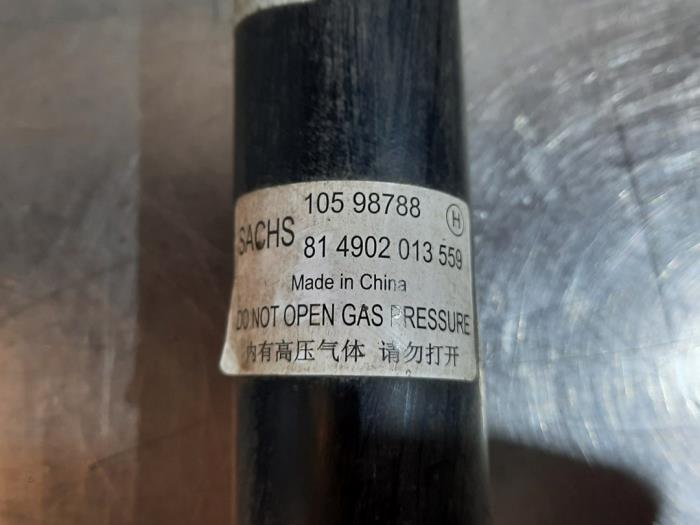 105 98788 H
SACHS
81 4902 013 559
Made in China
DO NOT OPEN GAS PRESSURE
内有高压气体 请勿打开